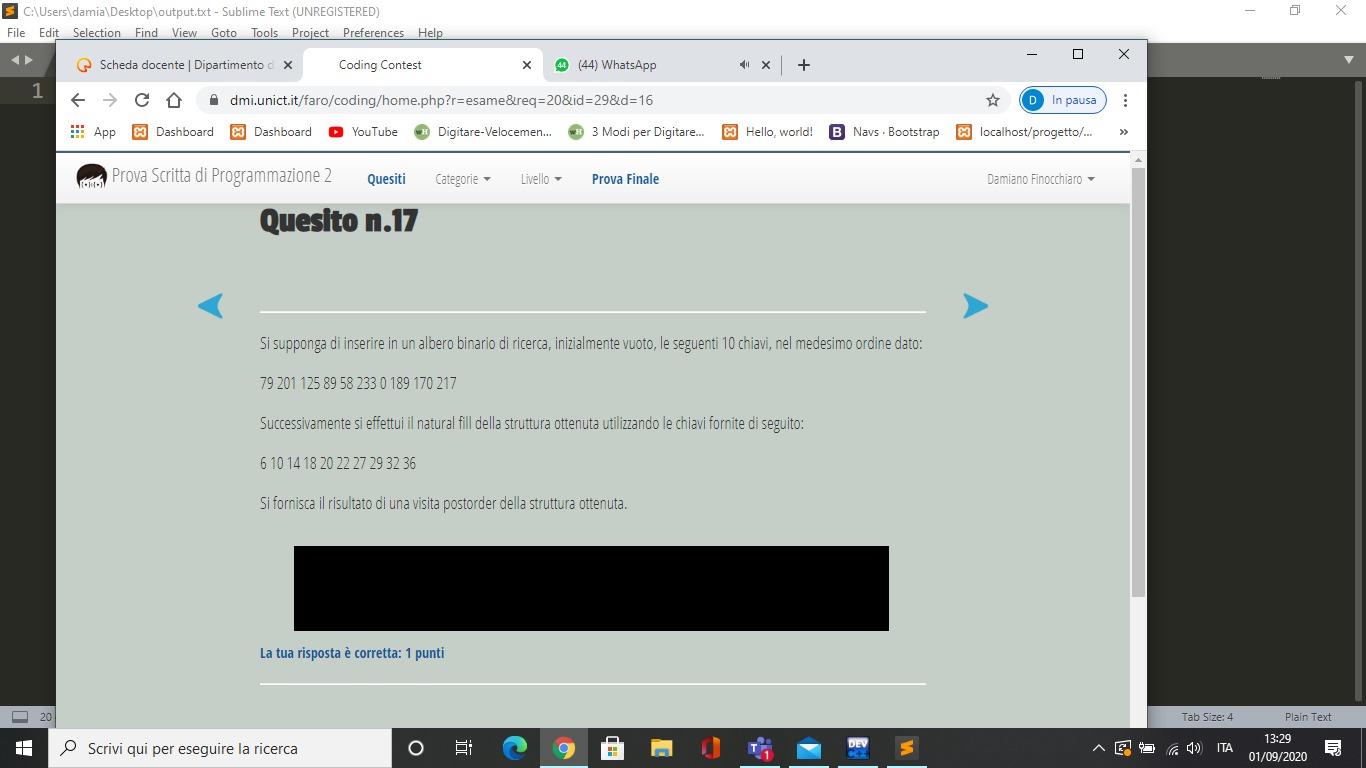 C:\Users\damia\Desktop\output.txt - Sublime Text (UNREGISTERED)
File Edit Selection Find View Goto Tools Project Preferences Help
1
Scheda docente | Dipartimento d
Coding Contest
44 (44) WhatsApp
dmi.unict.it/faro/coding/home.php?r=esame&req=20&id=29&d=16
D In pausa
App Dashboard Dashboard YouTube Digitare-Velocemen... 3 Modi per Digitare... Hello, world! B Navs · Bootstrap localhost/progetto/... »
Prova Scritta di Programmazione 2 Quesiti Categorie Livello Prova Finale Damiano Finocchiaro
Quesito n.17
Si supponga di inserire in un albero binario di ricerca, inizialmente vuoto, le seguenti 10 chiavi, nel medesimo ordine dato:
79 201 125 89 58 233 0 189 170 217
Successivamente si effettui il natural fill della struttura ottenuta utilizzando le chiavi fornite di seguito:
6 10 14 18 20 22 27 29 32 36
Si fornisca il risultato di una visita postorder della struttura ottenuta.
La tua risposta è corretta: 1 punti
20 Tab Size: 4 Plain Text
Scrivi qui per eseguire la ricerca
DEV
1
ITA
13:29
01/09/2020